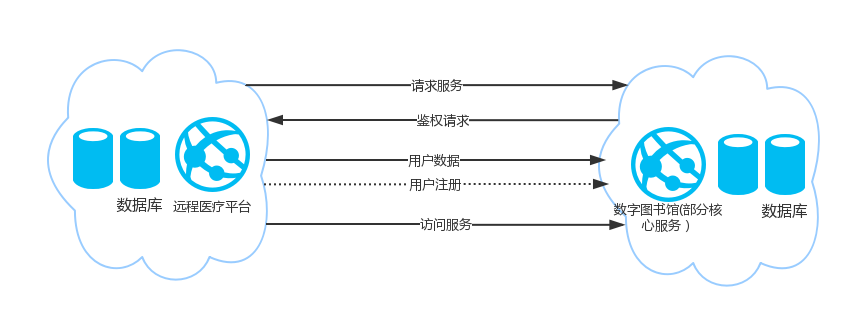 请求服务
鉴权请求
用户数据
用户注册
访问服务
数据库
远程医疗平台
数字图书馆(部分核
心服务）
数据库